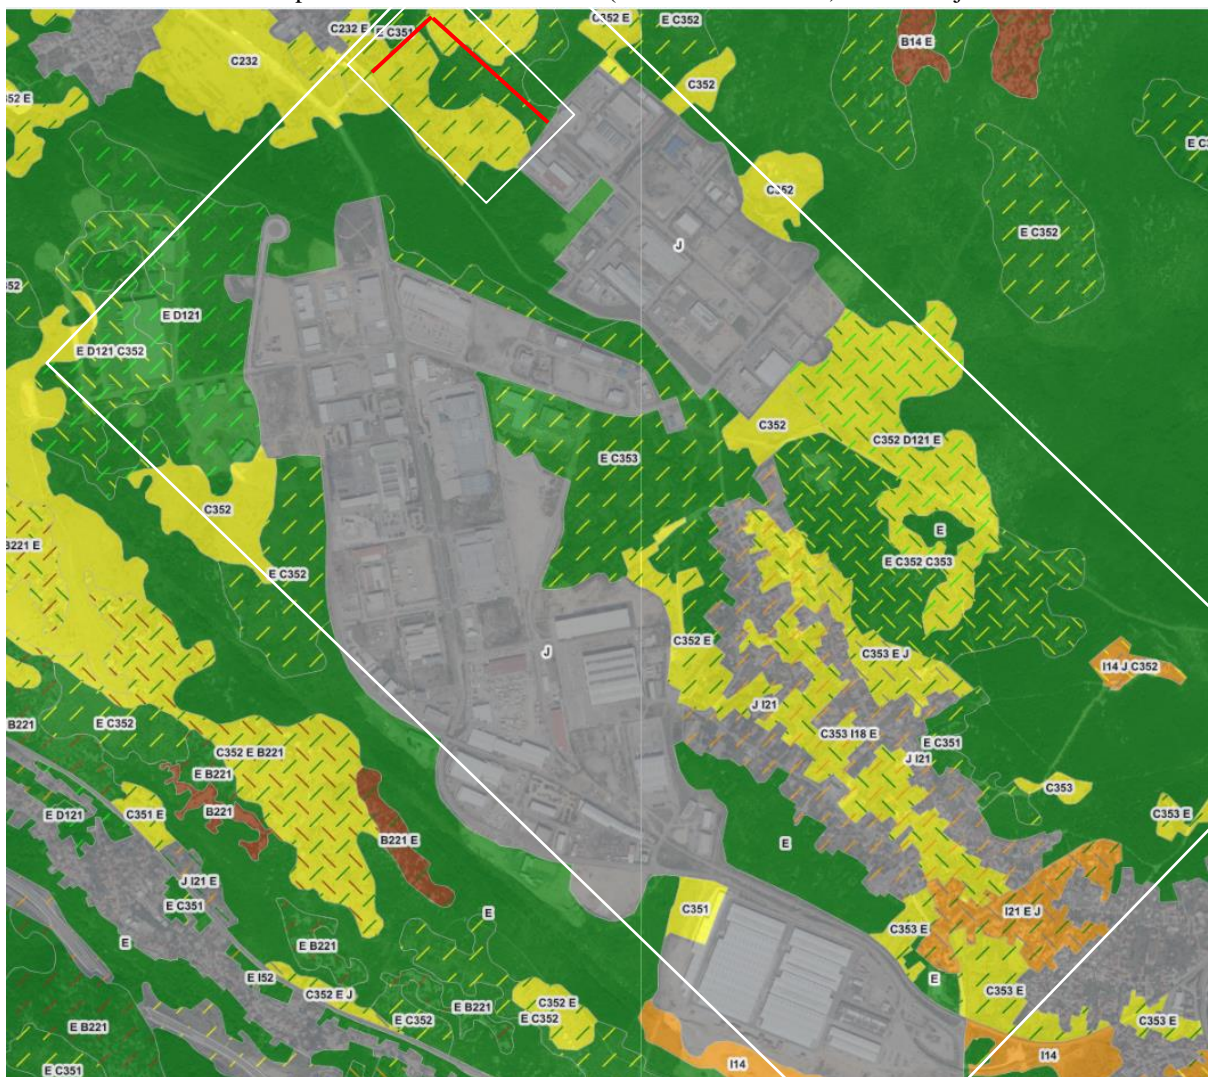 C352 E
E C352
C232 E
E C351
B14 E
C232
C352
52 E
C352
E C352
352
E D121
J
E D121 C352
C352
C352 D121 E
E C353
C352
E
B221 E
E C352 C353
E C352
C352 E
J
C353 E J
I14 J C352
J I21
B221
E C352
C353 I18 E
E C351
C352 E B221
J I21
E B221
C353
B221
C351 E
E D121
C353 E
B221 E
E
J I21 E
E C351
C351
I21 E J
E
E
E B221
C353 E
E I52
E
C352 E J
C353 E
C352 E
E B221
E C352
E C352
C353 E
E B221
I14
I14
E C351